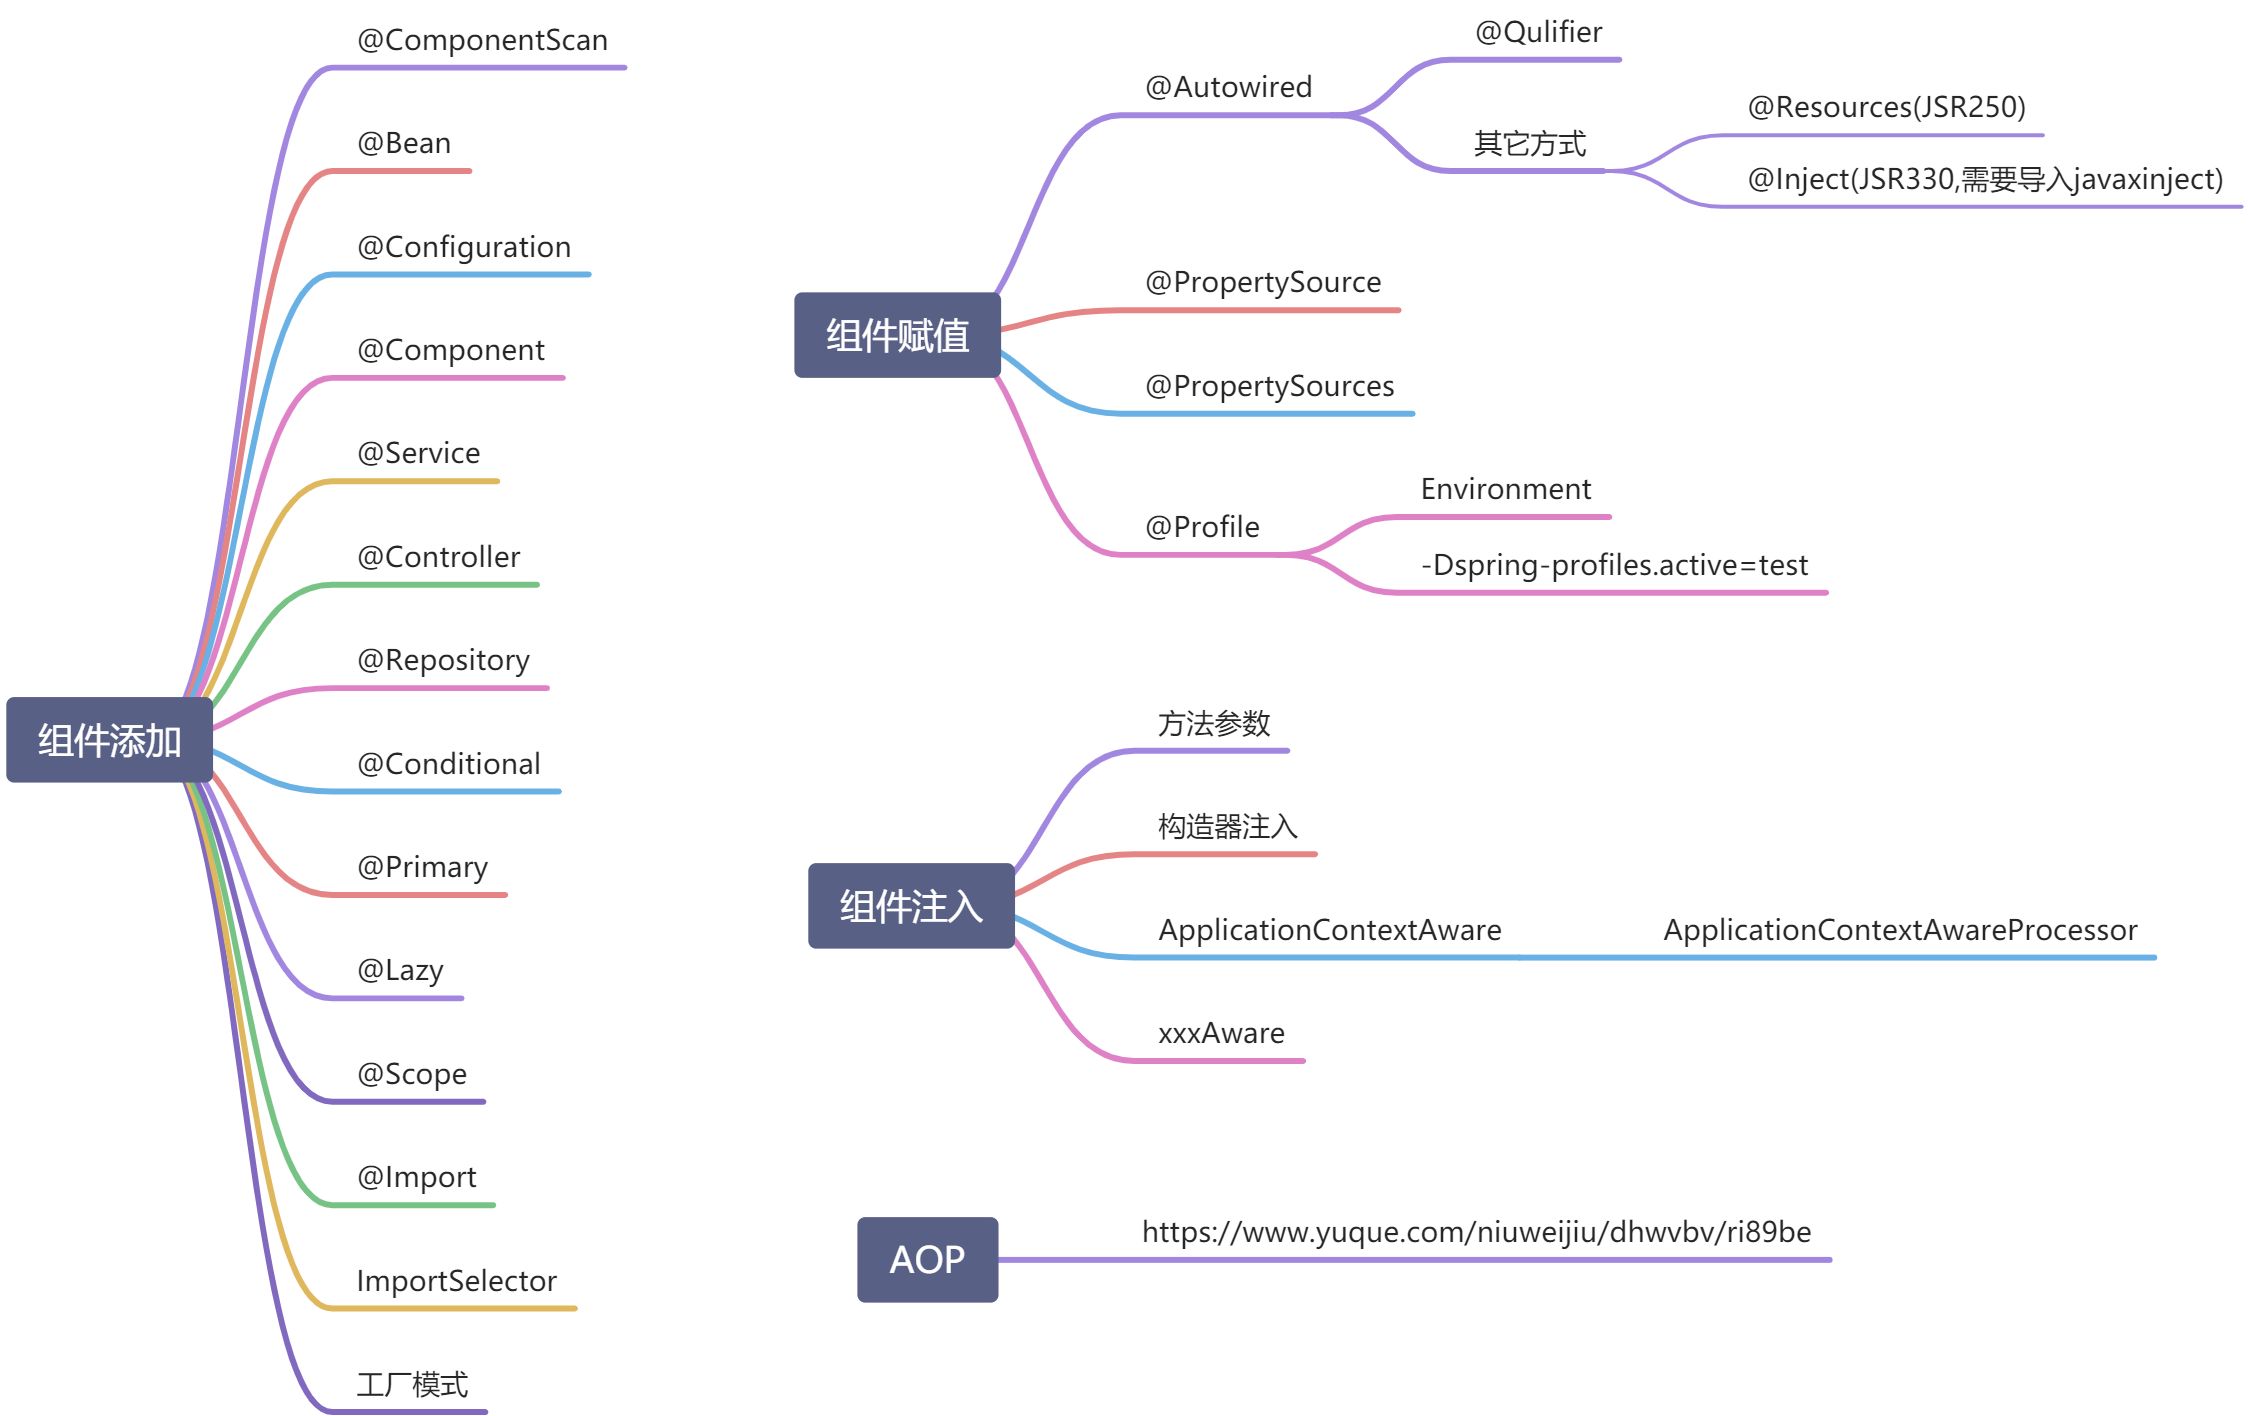 组件添加
@ComponentScan
@Bean
@Configuration
@Component
@Service
@Controller
@Repository
@Conditional
@Primary
@Lazy
@Scope
@Import
ImportSelector
工厂模式
组件赋值
@Autowired
@Qulifier
其它方式
@Resources(JSR250)
@Inject(JSR330,需要导入javaxinject)
@PropertySource
@PropertySources
@Profile
Environment
-Dspring-profiles.active=test
组件注入
方法参数
构造器注入
ApplicationContextAware
ApplicationContextAwareProcessor
xxxAware
AOP
https://www.yuque.com/niuweijiu/dhwvbv/ri89be